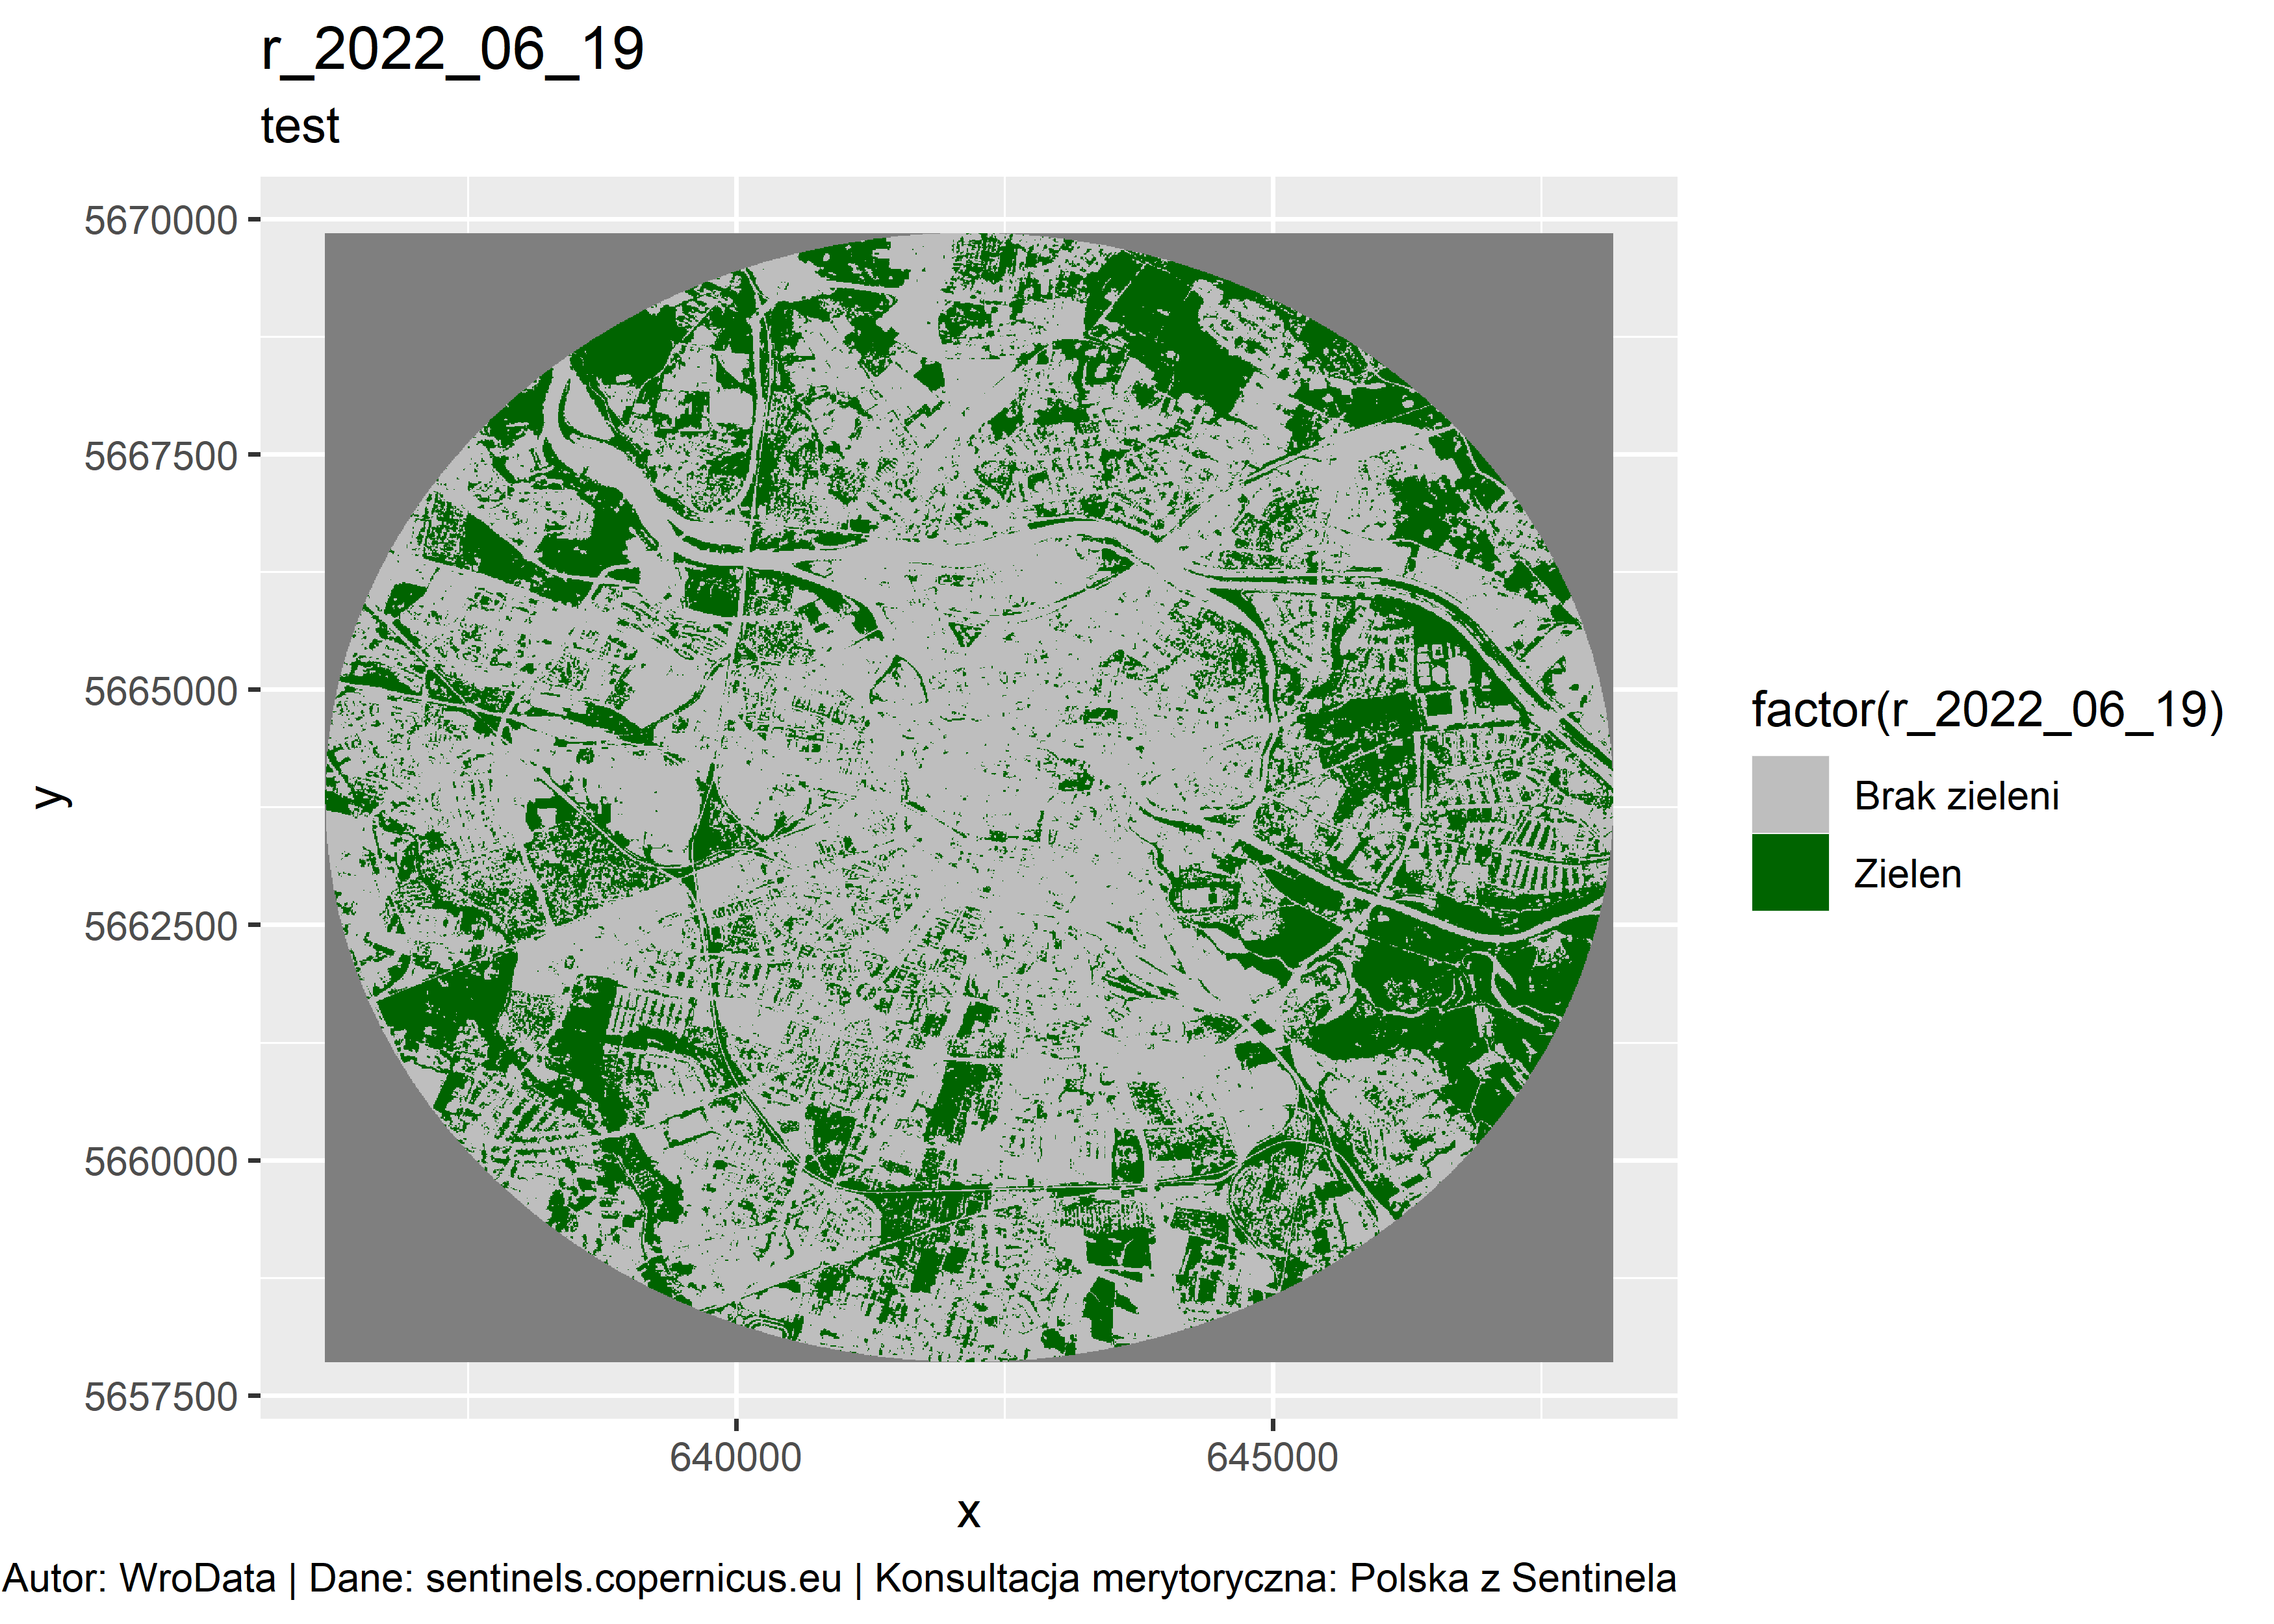 r_2022_06_19
test
5670000
5667500
5665000
5662500
5660000
5657500
y
640000
645000
x
factor(r_2022_06_19)
Brak zieleni
Zielen
Autor: WroData | Dane: sentinels.copernicus.eu | Konsultacja merytoryczna: Polska z Sentinela